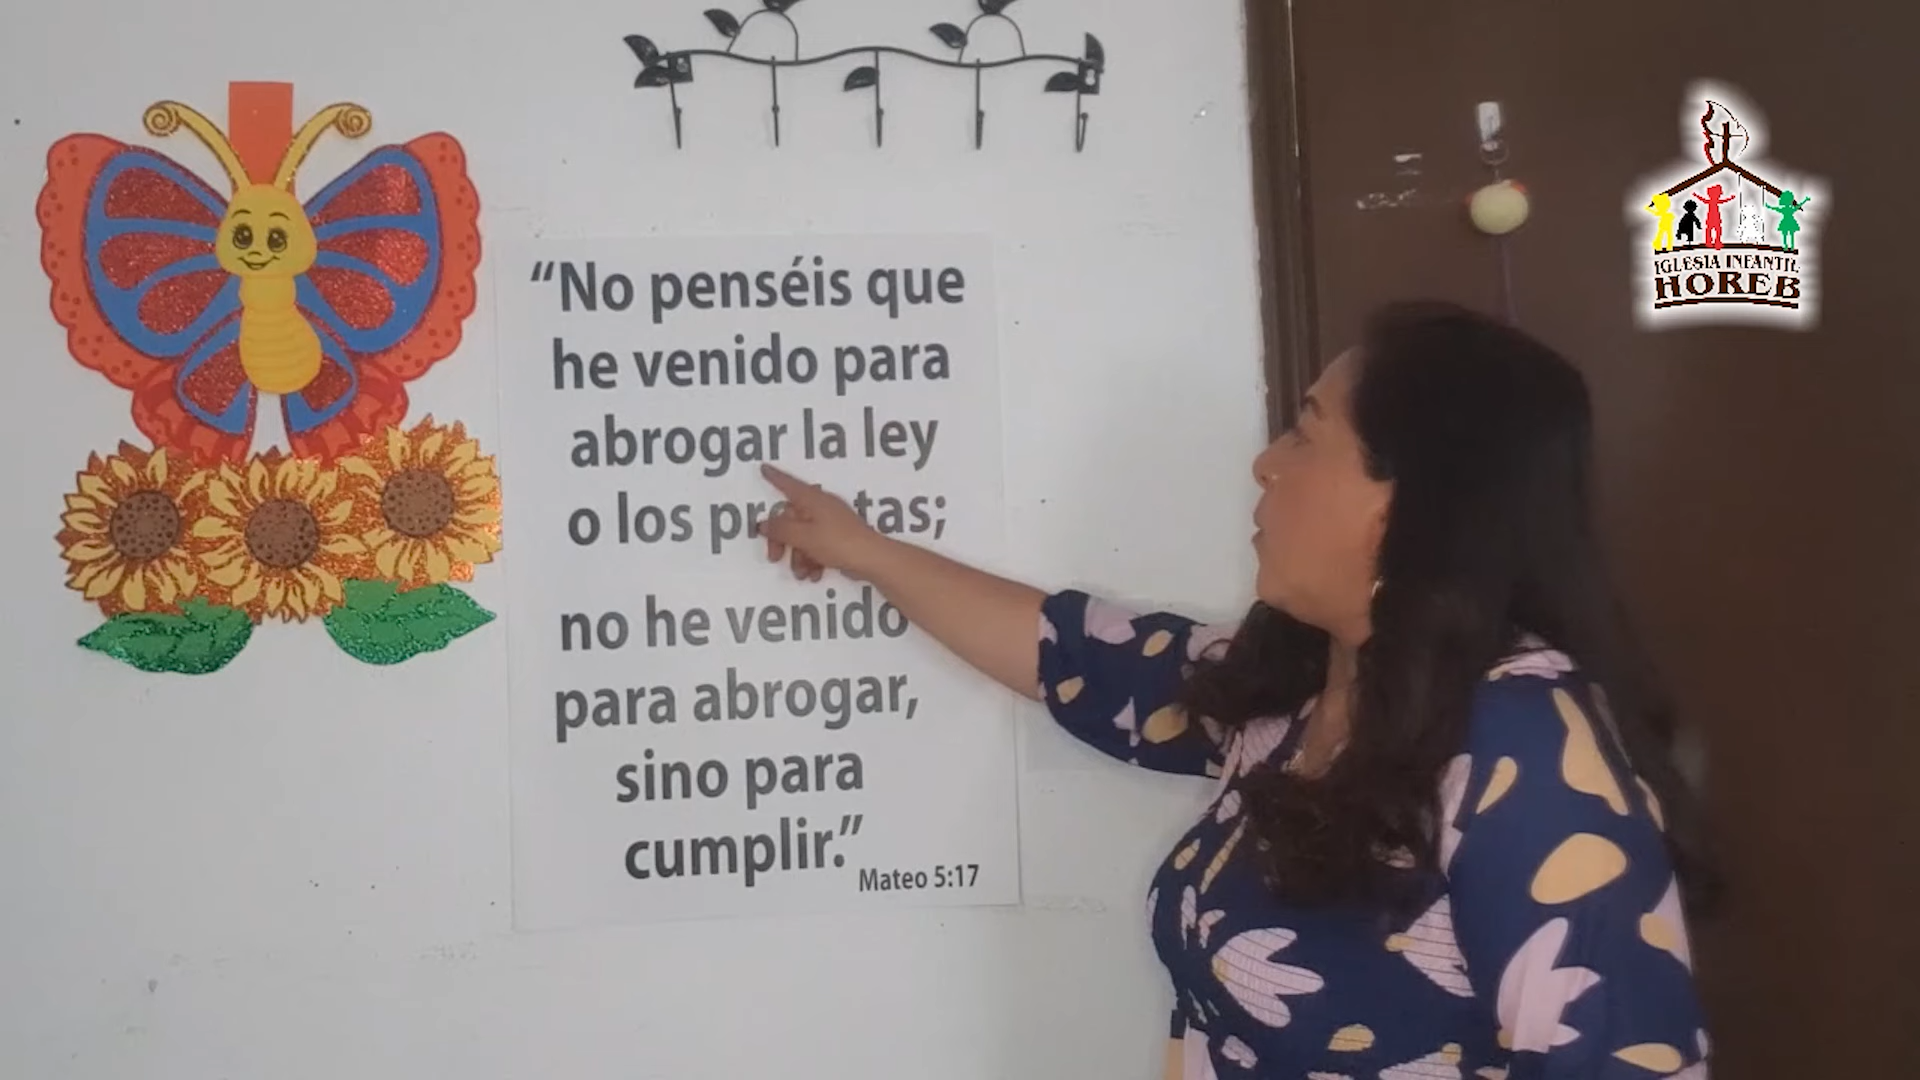 “No penséis que
he venido para
abrogar la ley
o los
no he venido
para abrogar,
sino para
cumplir.”
Mateo 5:17
IGLESIA INFANTIL
HOREB